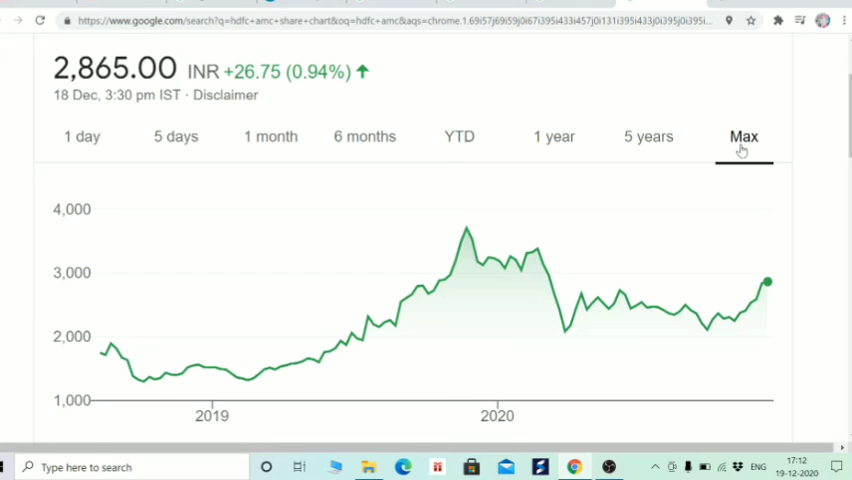 https://www.google.com/search?q=hdfc+amc+share+chart&oq=hdfc+amc&aqs=chrome.1.69i57j69i59j0i67i395i433i457j0i131i395i433j0i395j0i395i...
2,865.00 INR +26.75 (0.94%)
18 Dec, 3:30 pm IST · Disclaimer
1 day 5 days 1 month 6 months YTD 1 year 5 years Max
4,000
3,000
2,000
1,000
2019 2020
Type here to search
ENG
17:12
19-12-2020